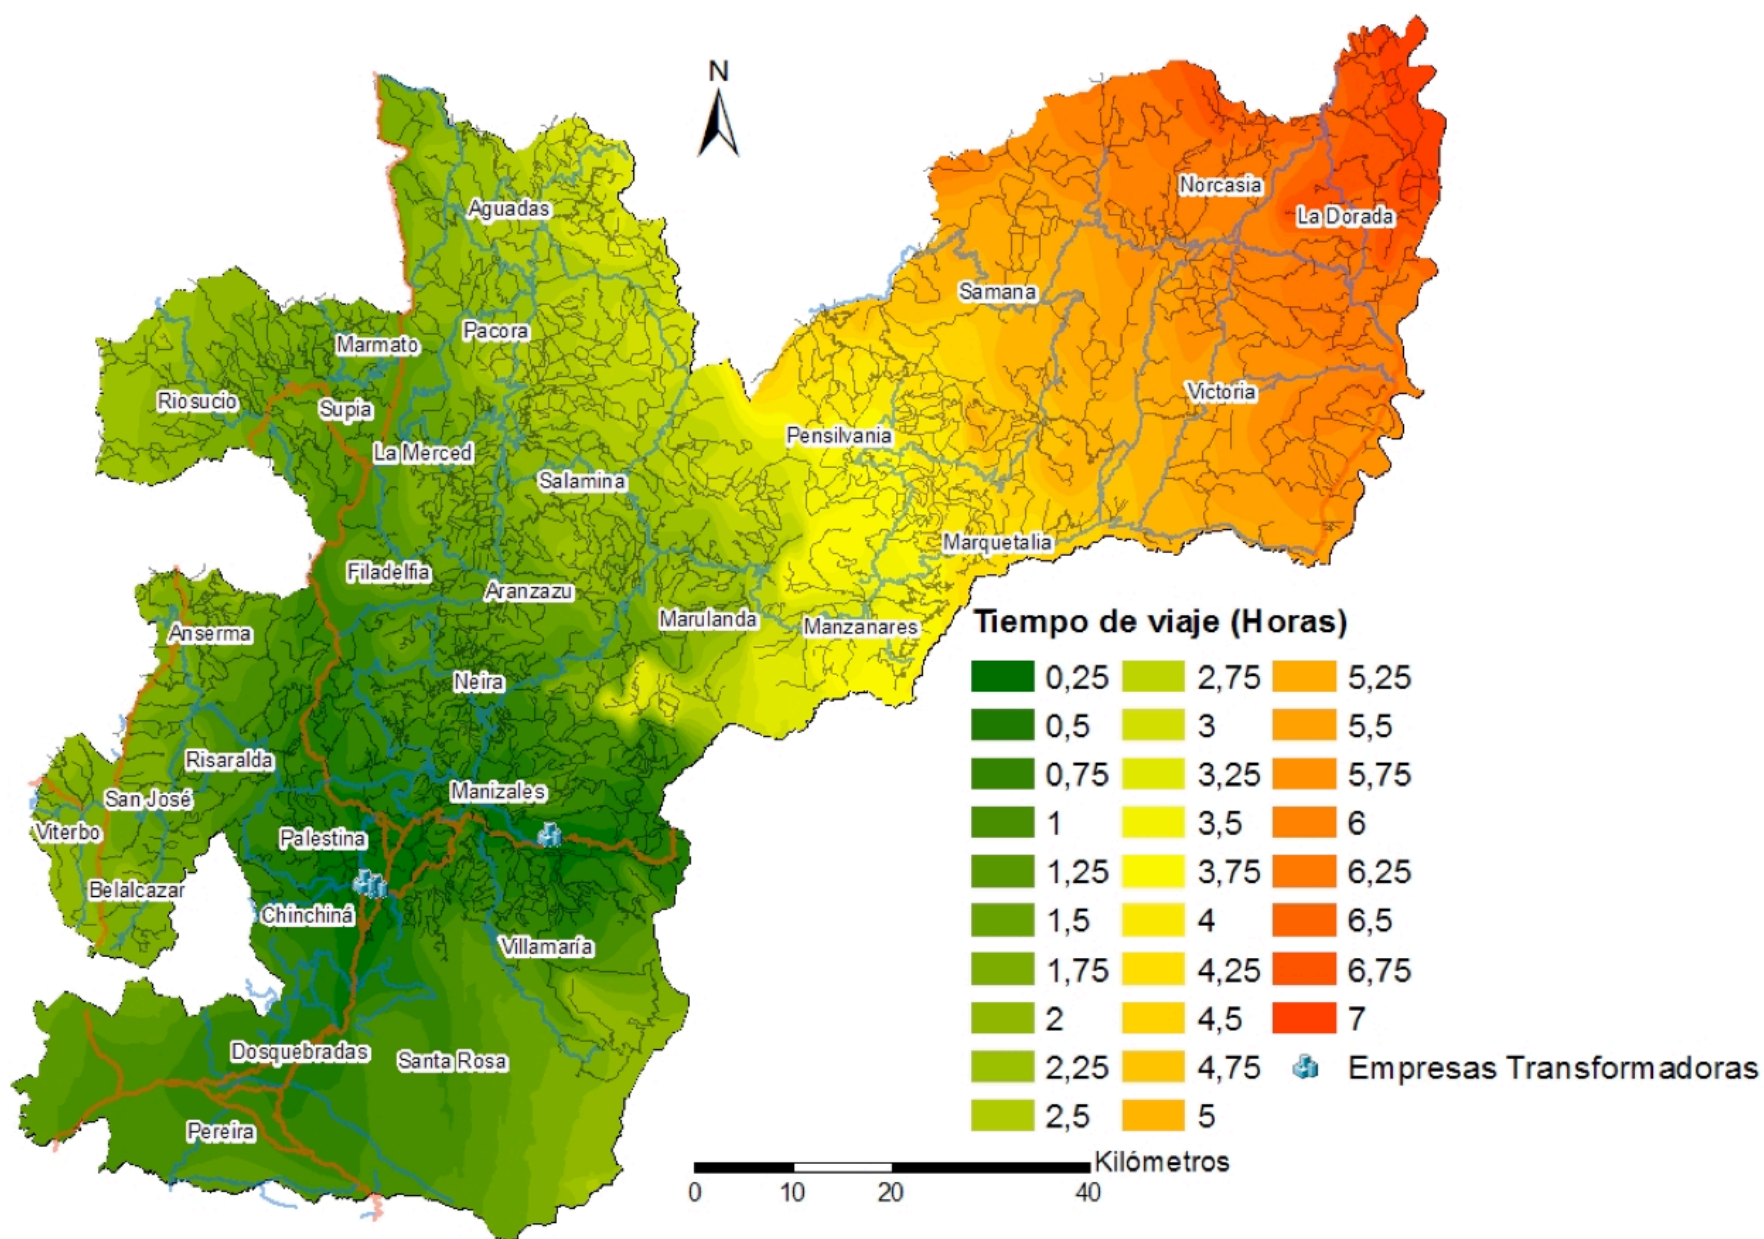 N
Aguadas
Norcasia
La Dorada
Samana
Pacora
Marmato
Victoria
Riosucio
Supia
Pensilvania
La Merced
Salamina
Marquetalia
Filadelfia
Aranzazu
Marulanda
Manzanares
Anserma
Neira
Risaralda
Manizales
San José
Viterbo
Palestina
Belalcazar
Chinchiná
Villamaría
Dosquebradas
Santa Rosa
Pereira
Tiempo de viaje (Horas)
0,25 2,75 5,25
0,5 3 5,5
0,75 3,25 5,75
1 3,5 6
1,25 3,75 6,25
1,5 4 6,5
1,75 4,25 6,75
2 4,5 7
2,25 4,75 Empresas Transformadoras
2,5 5
Kilómetros
0 10 20 40